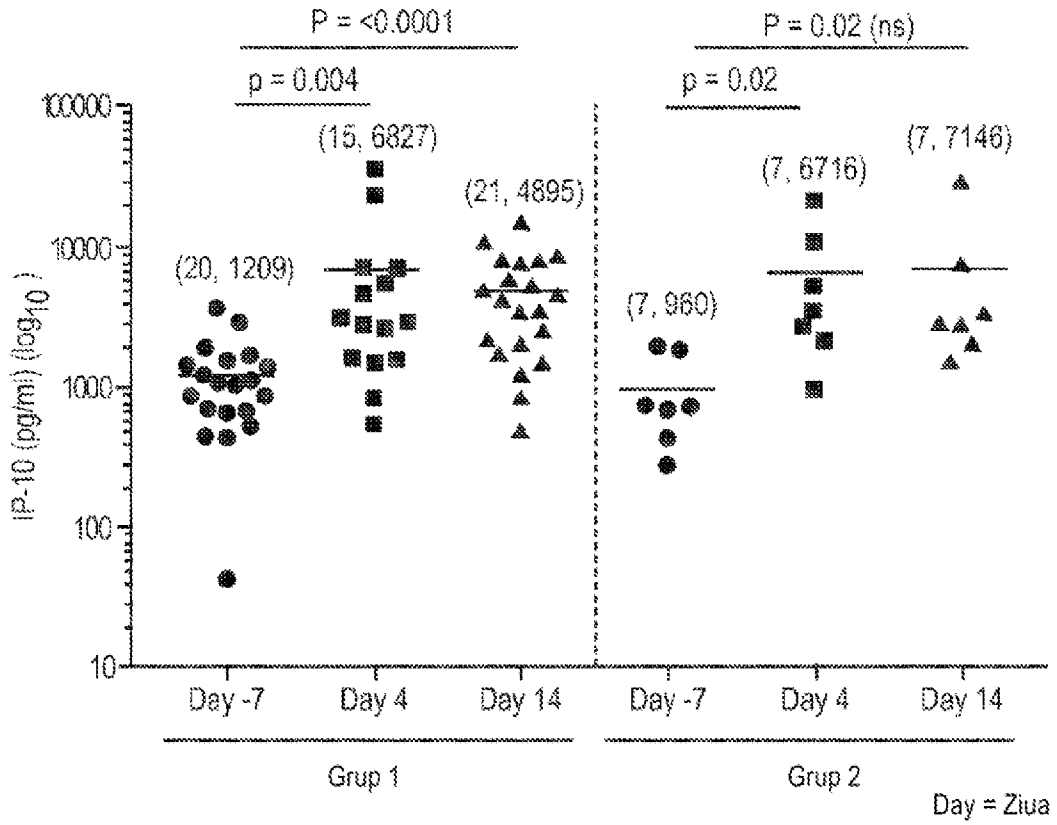 P = <0.0001
P = 0.02 (ns)
p = 0.004
p = 0.02
100000
(15, 6827)
(7, 6716)
(7, 7146)
(21, 4895)
10000
(20, 1209)
(7, 960)
1000
100
10
IP-10 (pg/ml) (log10)
Day -7 Day 4 Day 14 Day -7 Day 4 Day 14
Grup 1 Grup 2
Day = Ziua